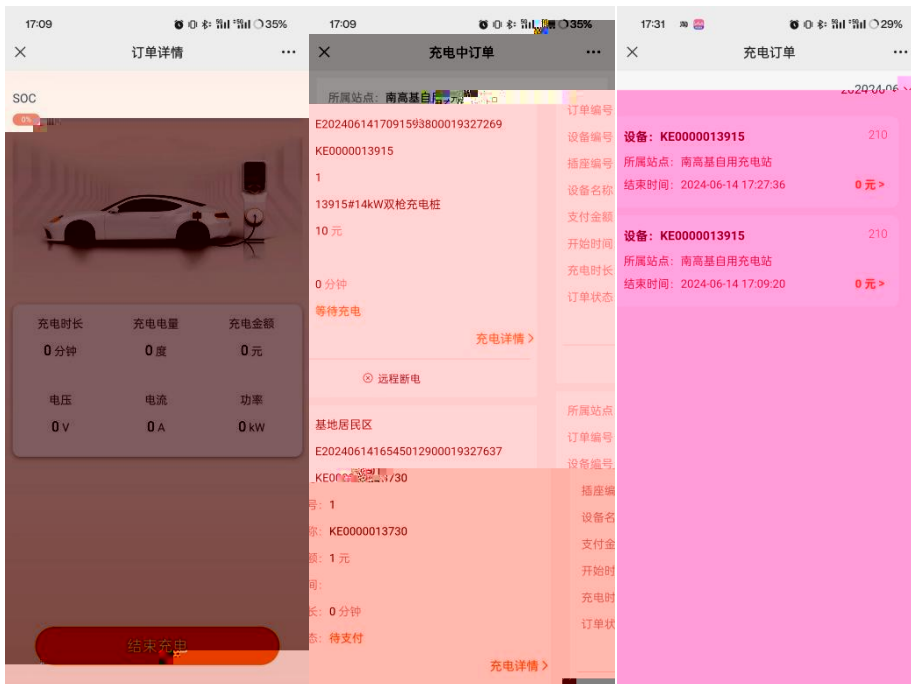 17:09
35%
订单详情
SOC
0%
充电时长 充电电量 充电金额
0 分钟 0 度 0 元
电压 电流 功率
0 V 0 A 0 kW
结束充电
17:09
35%
充电中订单
所属站点: 南高基自用
订单编号
E2024061417091593800019327269
设备编号
KE0000013915
插座编号
1
设备名称
13915#14kW双枪充电桩
支付金额
10 元
开始时间
充电时长
0 分钟
订单状态
等待充电
充电详情 >
远程断电
所属站点
基地居民区
订单编号
E2024061416545012900019327637
设备编号
插座编
号: 1
设备名
称: KE0000013730
支付金
额: 1 元
开始时
间:
充电时
长: 0 分钟
订单状
态: 待支付
充电详情 >
17:31
29%
充电订单
设备: KE0000013915 210
所属站点: 南高基自用充电站
结束时间: 2024-06-14 17:27:36 0 元 >
设备: KE0000013915 210
所属站点: 南高基自用充电站
结束时间: 2024-06-14 17:09:20 0 元 >